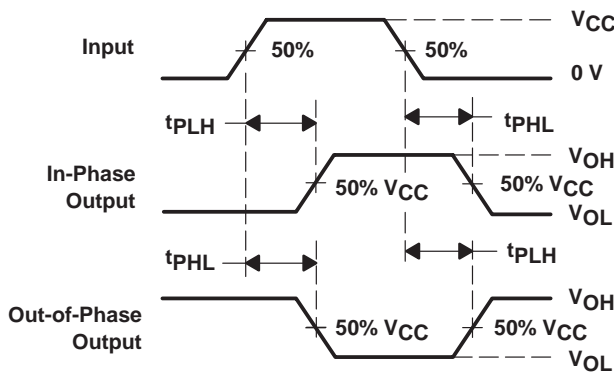 Input
50%
50%
VCC
0 V
tPLH
tPHL
In-Phase
Output
50% VCC
50% VCC
VOH
VOL
tPHL
tPLH
Out-of-Phase
Output
50% VCC
50% VCC
VOH
VOL